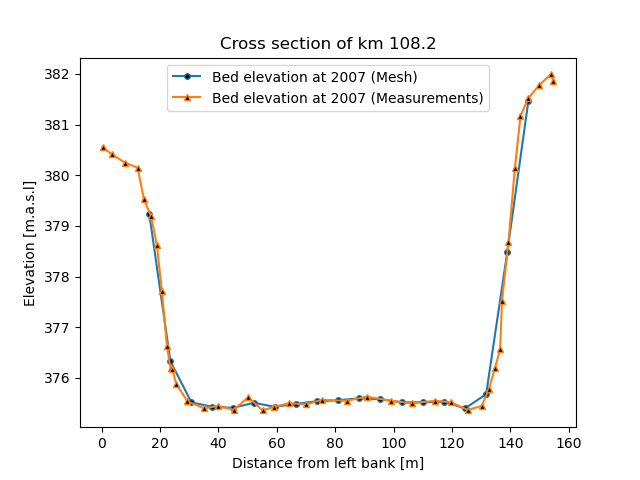 Cross section of km 108.2
Bed elevation at 2007 (Mesh)
Bed elevation at 2007 (Measurements)
Elevation [m.a.s.l]
382
381
380
379
378
377
376
0 20 40 60 80 100 120 140 160
Distance from left bank [m]